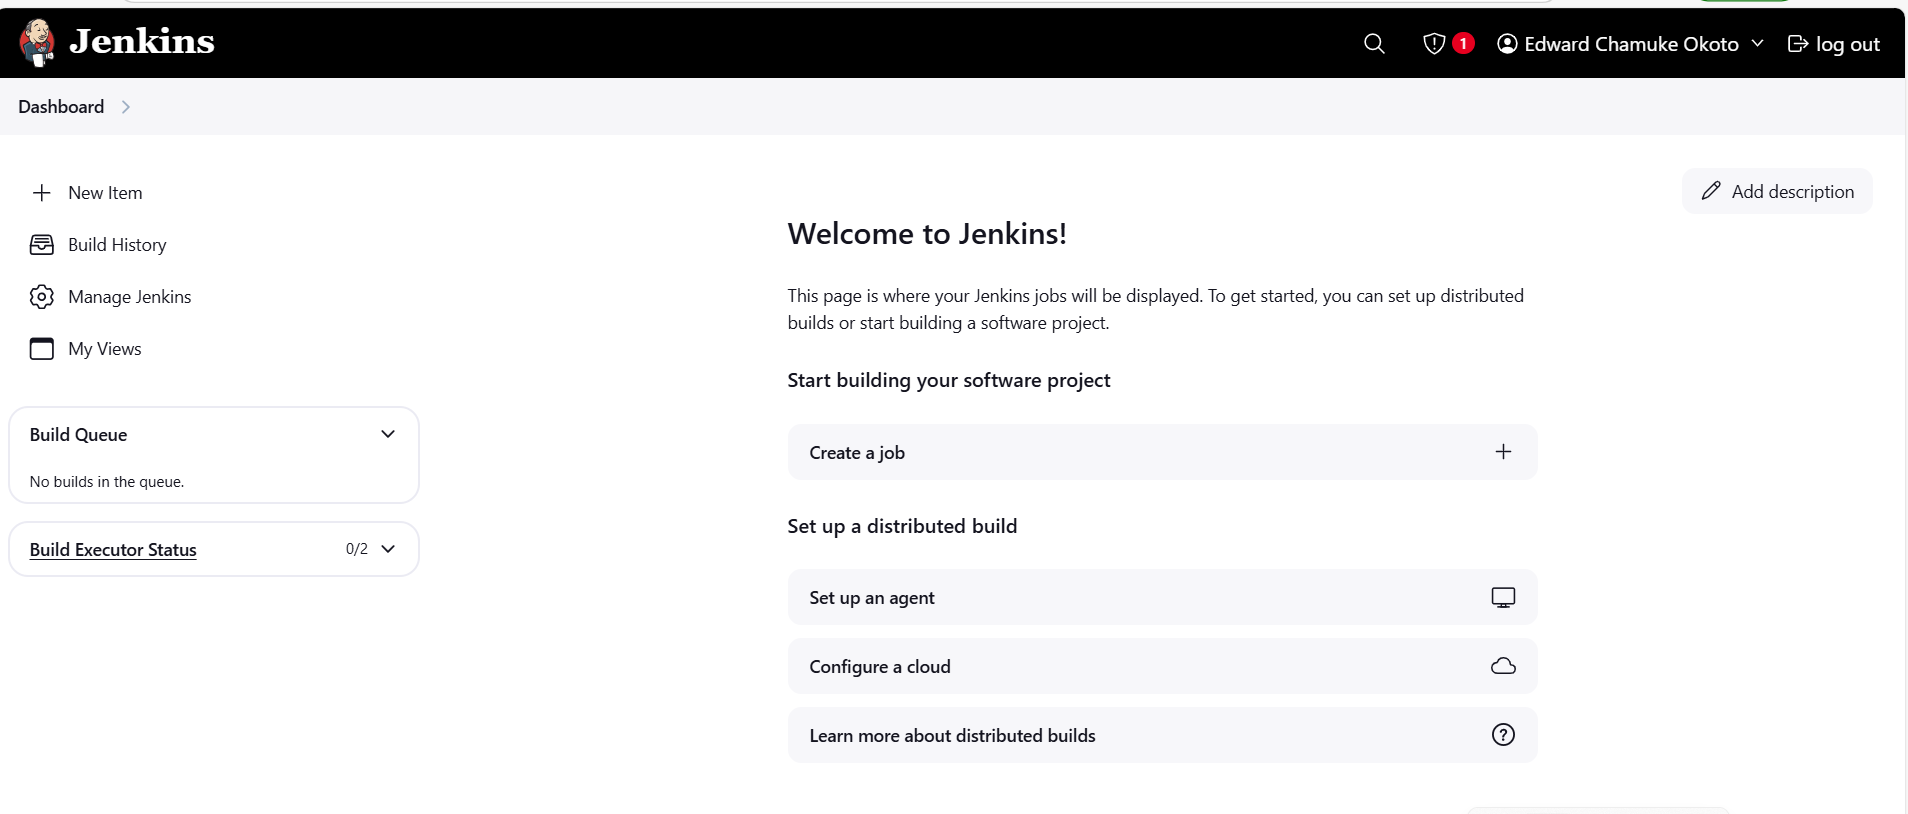 Jenkins
1
Edward Chamuke Okoto
log out
Dashboard
New Item
Build History
Manage Jenkins
My Views
Build Queue
No builds in the queue.
Build Executor Status
0/2
Add description
Welcome to Jenkins!
This page is where your Jenkins jobs will be displayed. To get started, you can set up distributed
builds or start building a software project.
Start building your software project
Create a job
Set up a distributed build
Set up an agent
Configure a cloud
Learn more about distributed builds